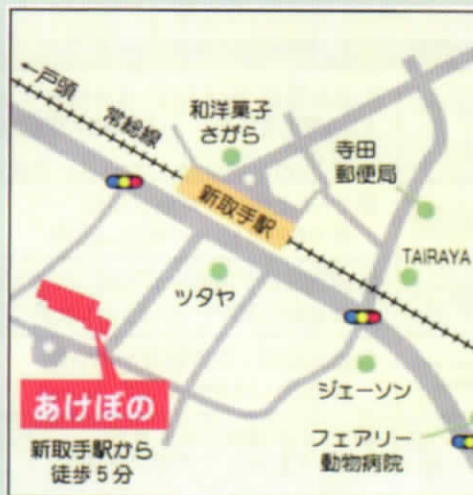 ←戸頭
常総線
和洋菓子
さがら
寺田
郵便局
新取手駅
TAIRAYA
ツタヤ
ジェーソン
あけぼの
フェアリー
動物病院
新取手駅から
徒歩5分